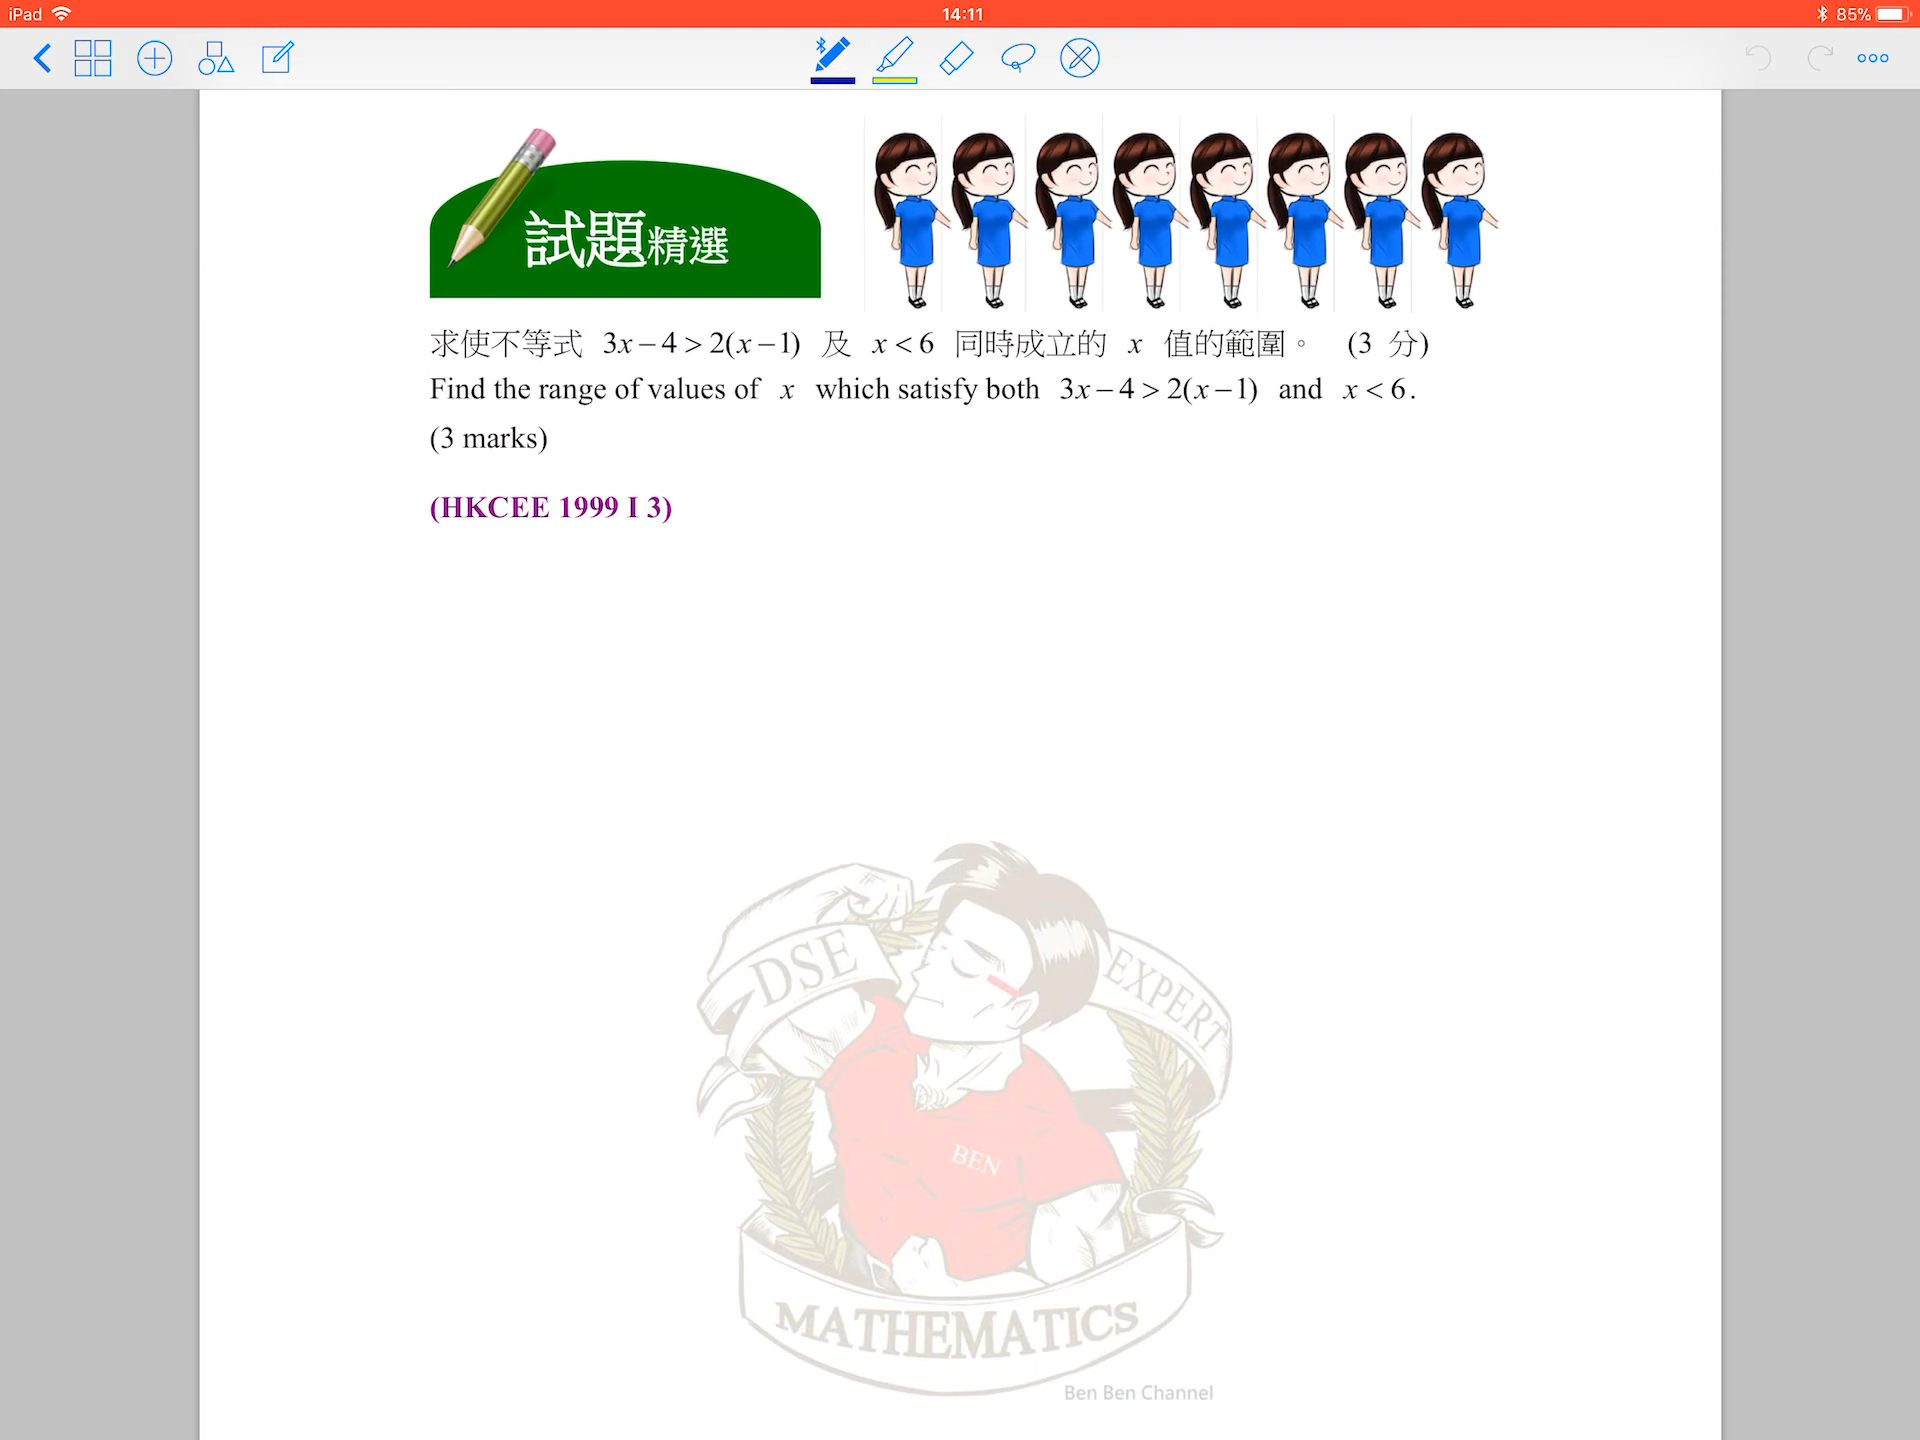 iPad 14:11 85%
試題精選
求使不等式 3x－4＞2(x－1) 及 x＜6 同時成立的 x 值的範圍。 (3 分)
Find the range of values of x which satisfy both 3x－4＞2(x－1) and x＜6.
(3 marks)
(HKCEE 1999 I 3)
DSE EXPERT
BEN
MATHEMATICS
Ben Ben Channel